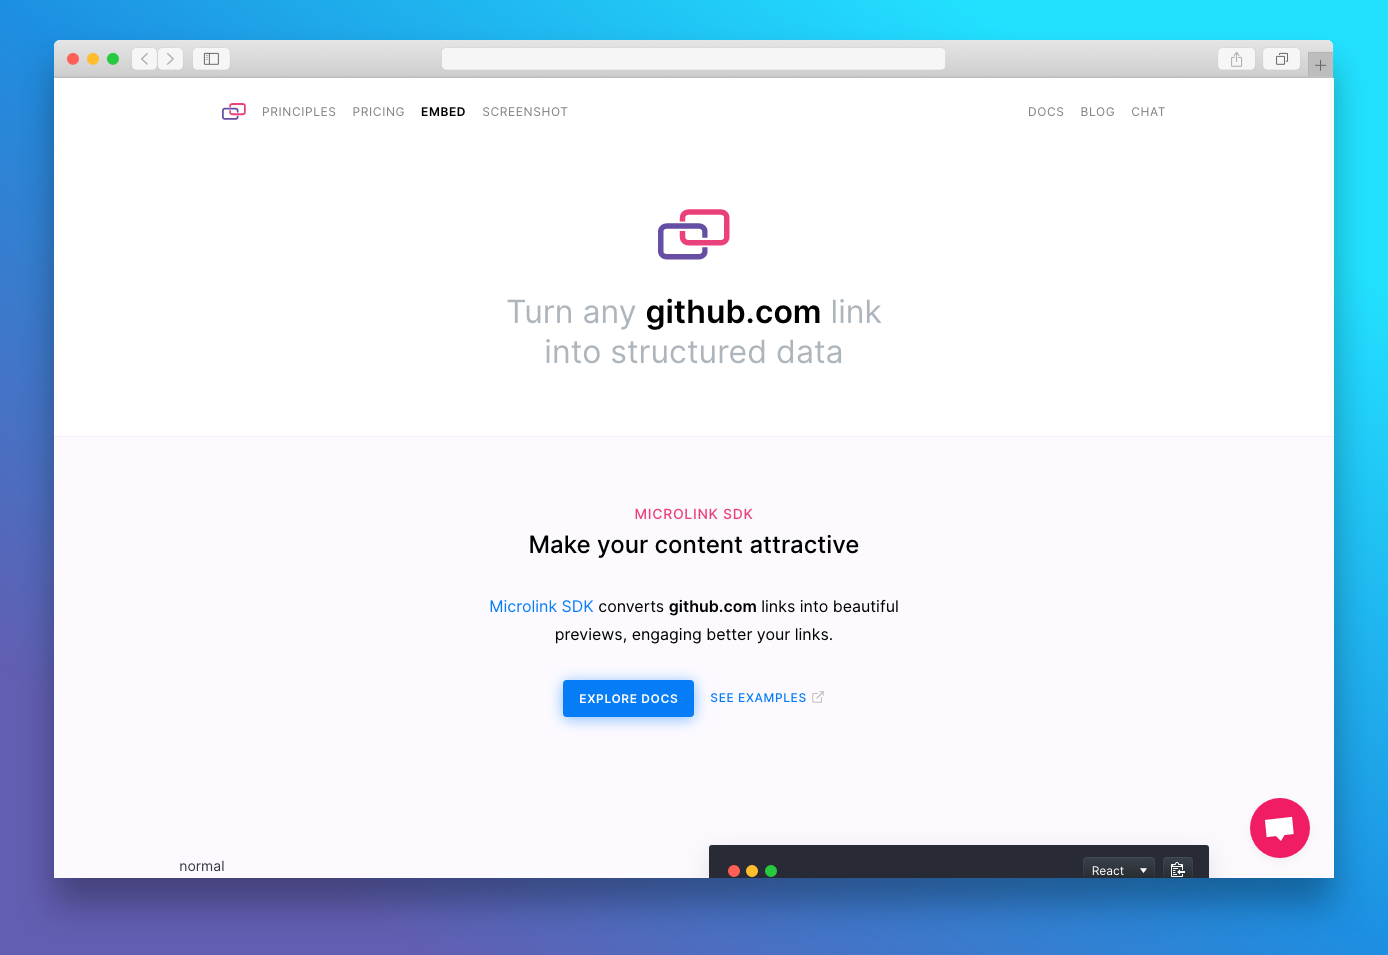 PRINCIPLES PRICING EMBED SCREENSHOT DOCS BLOG CHAT
Turn any github.com link
into structured data
MICROLINK SDK
Make your content attractive
Microlink SDK converts github.com links into beautiful
previews, engaging better your links.
EXPLORE DOCS SEE EXAMPLES
normal
React